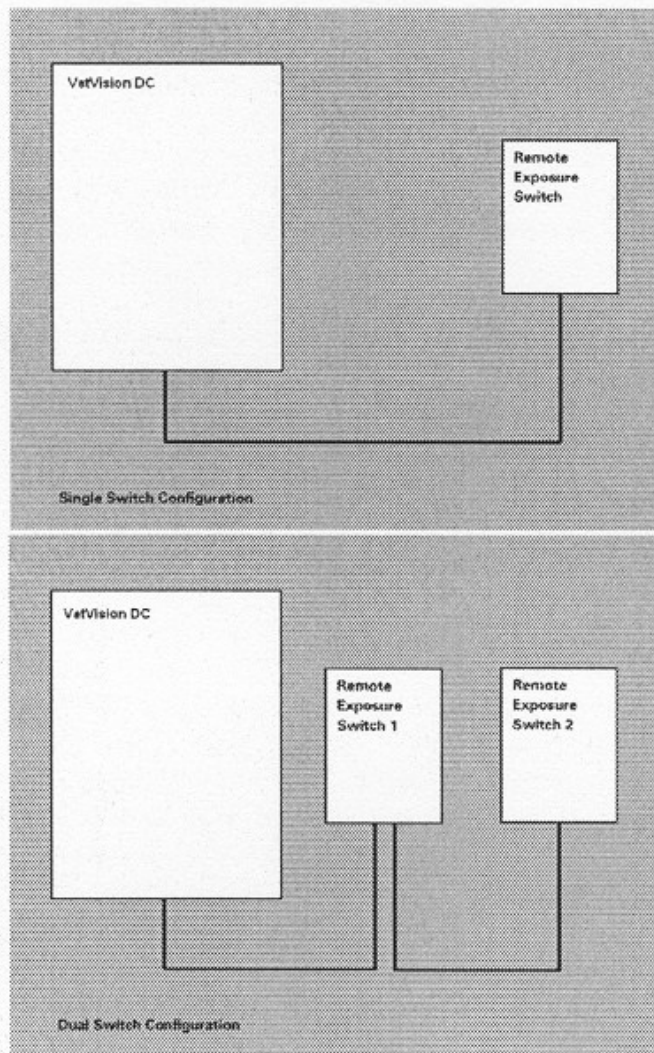 VetVision DC
Remote
Exposure
Switch
Single Switch Configuration
VetVision DC
Remote
Exposure
Switch 1
Remote
Exposure
Switch 2
Dual Switch Configuration